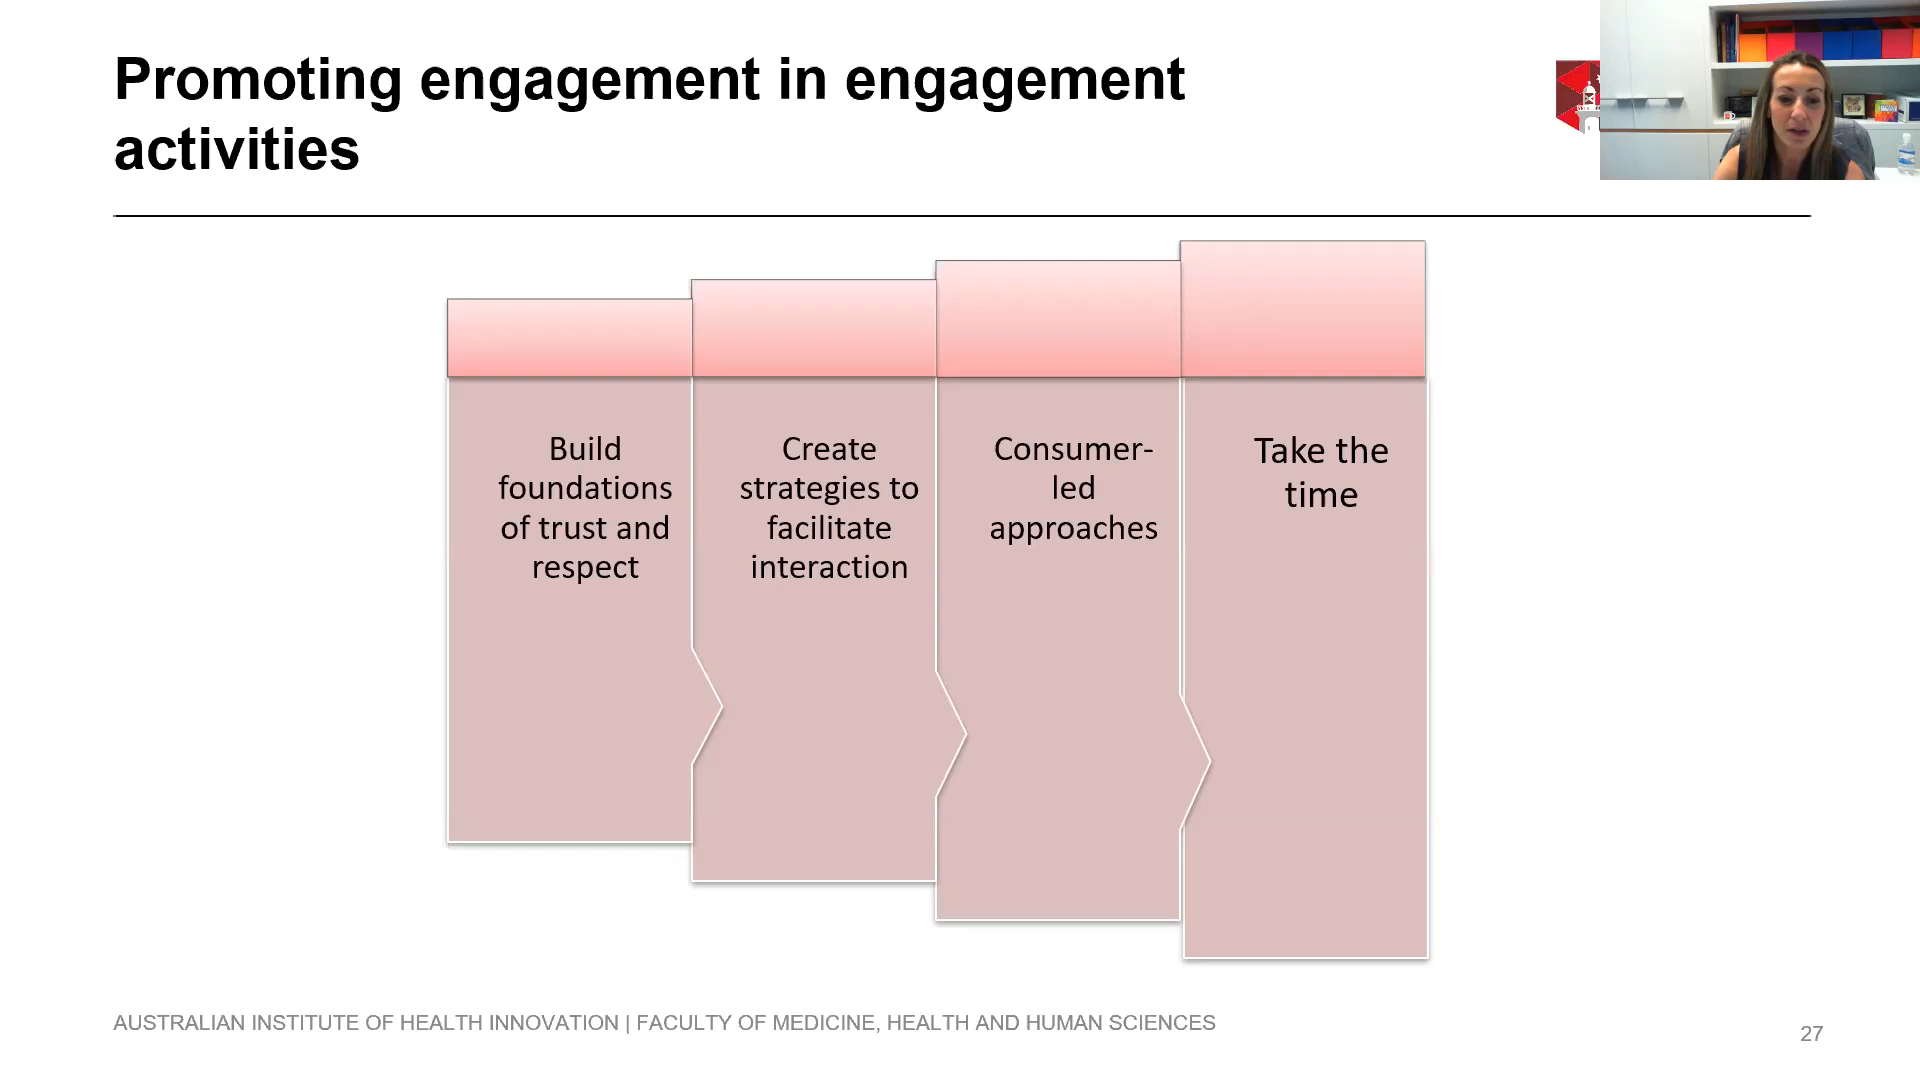 Promoting engagement in engagement
activities
Build
foundations
of trust and
respect
Create
strategies to
facilitate
interaction
Consumer-
led
approaches
Take the
time
AUSTRALIAN INSTITUTE OF HEALTH INNOVATION | FACULTY OF MEDICINE, HEALTH AND HUMAN SCIENCES
27